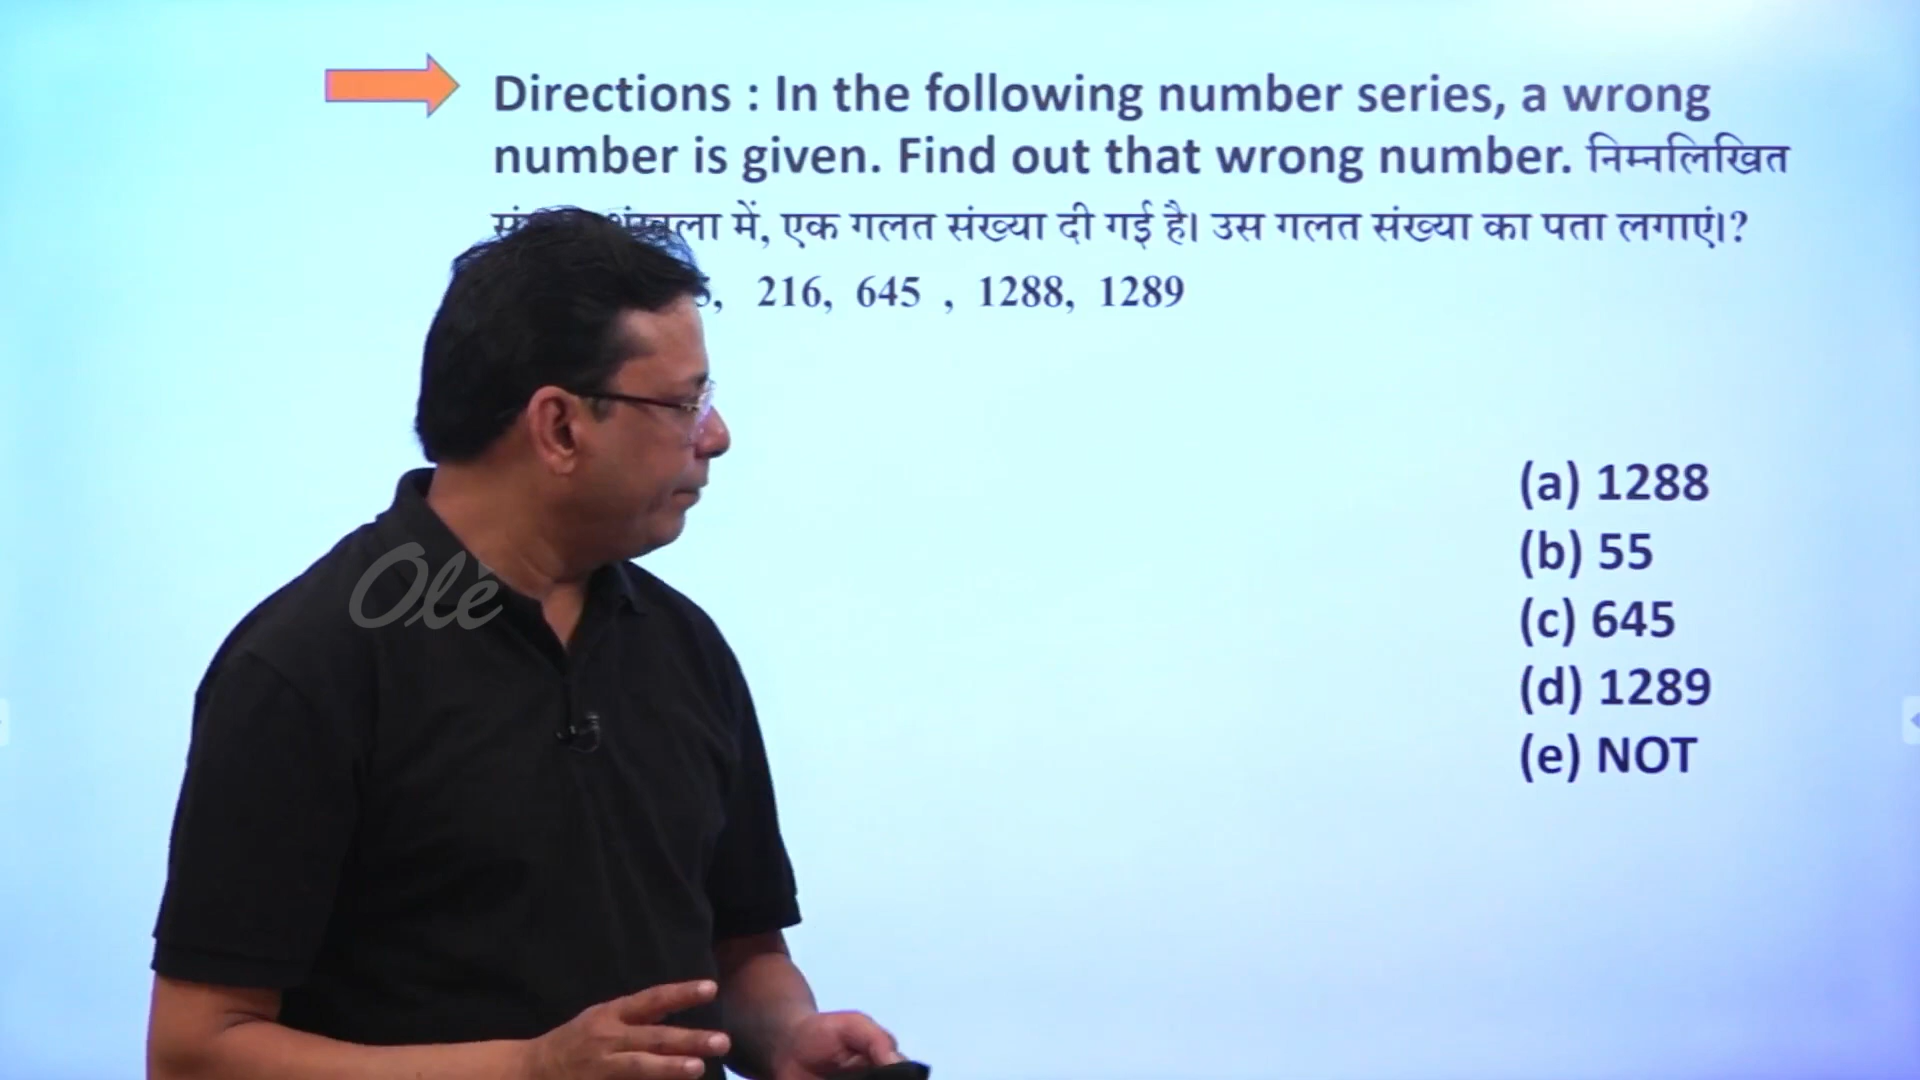 Directions : In the following number series, a wrong
number is given. Find out that wrong number. निम्नलिखित
में, एक गलत संख्या दी गई है। उस गलत संख्या का पता लगाएं।?
216, 645 , 1288, 1289
(a) 1288
(b) 55
(c) 645
(d) 1289
(e) NOT
Olé